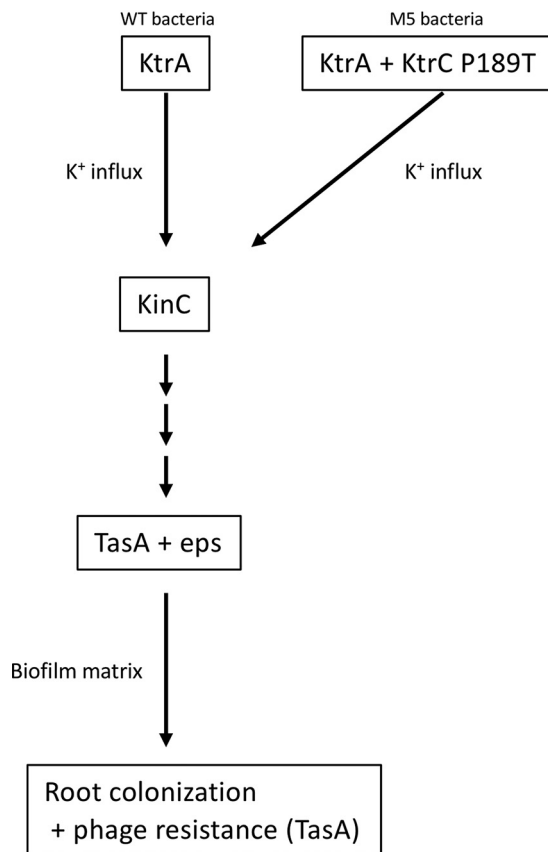 WT bacteria
M5 bacteria
KtrA
KtrA + KtrC P189T
K⁺ influx
K⁺ influx
KinC
TasA + eps
Biofilm matrix
Root colonization
+ phage resistance (TasA)